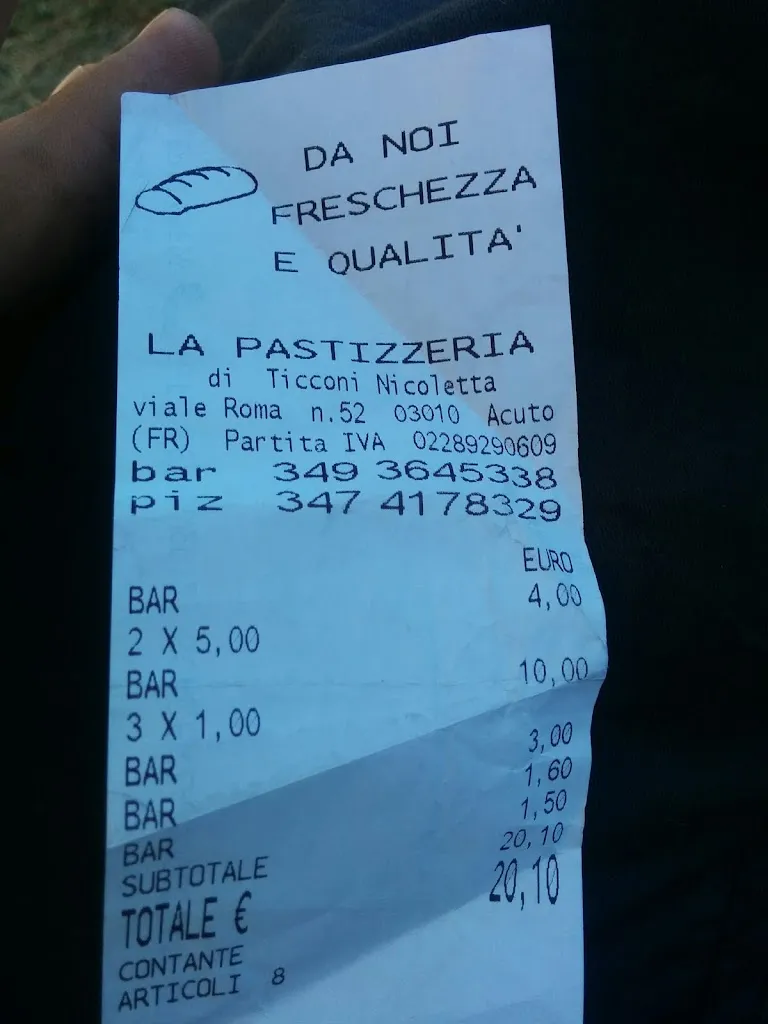 DA NOI
FRESCHEZZA
E QUALITA'
LA PASTIZZERIA
di Ticconi Nicoletta
viale Roma n.52 03010 Acuto
(FR) Partita IVA 02289290609
bar 349 3645338
piz 347 4178329
EURO
BAR 4,00
2 X 5,00
BAR 10,00
3 X 1,00
BAR 3,00
BAR 1,60
BAR 1,50
SUBTOTALE 20,10
TOTALE € 20,10
CONTANTE
ARTICOLI 8